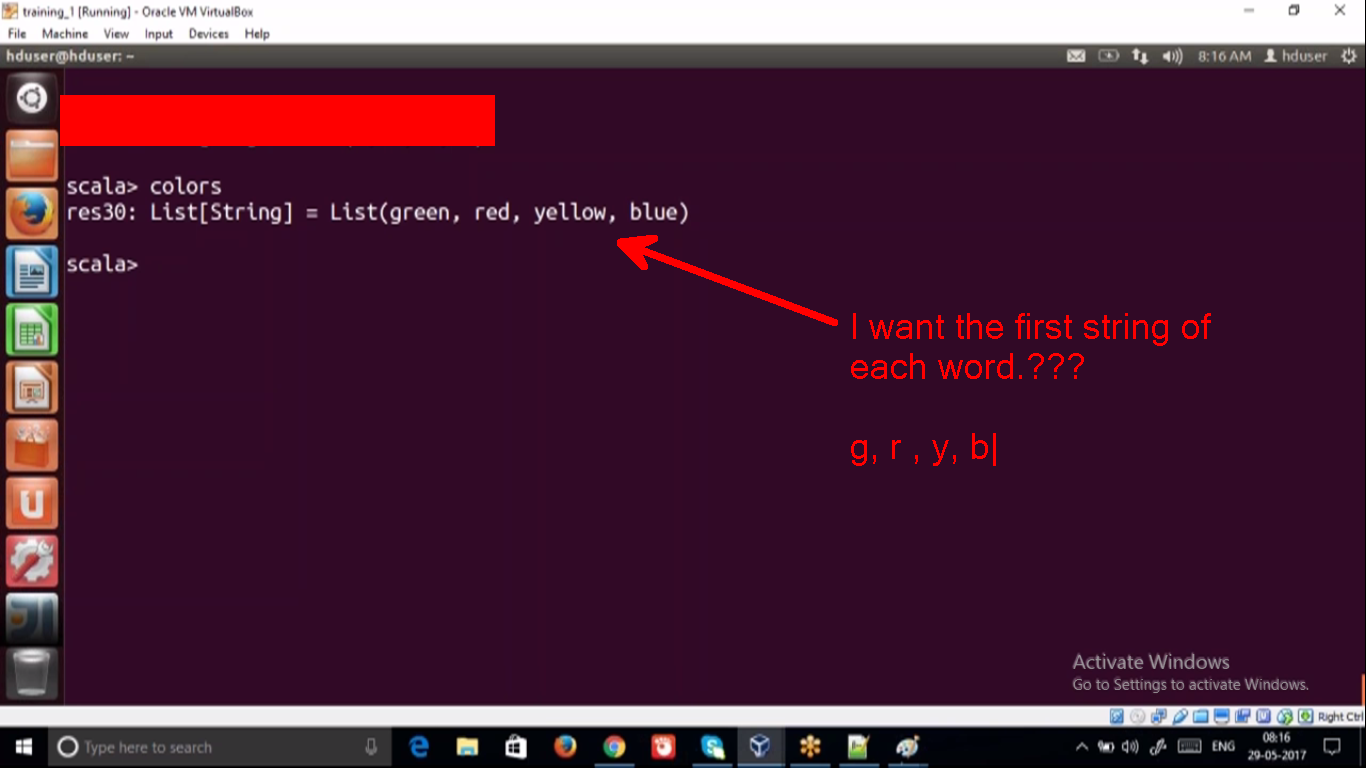 training_1 [Running] - Oracle VM VirtualBox
File Machine View Input Devices Help
hduser@hduser: ~
8:16 AM hduser
scala> colors
res30: List[String] = List(green, red, yellow, blue)
scala>
I want the first string of
each word.???
g, r , y, b|
Activate Windows
Go to Settings to activate Windows.
Right Ctrl
Type here to search
ENG
08:16
29-05-2017